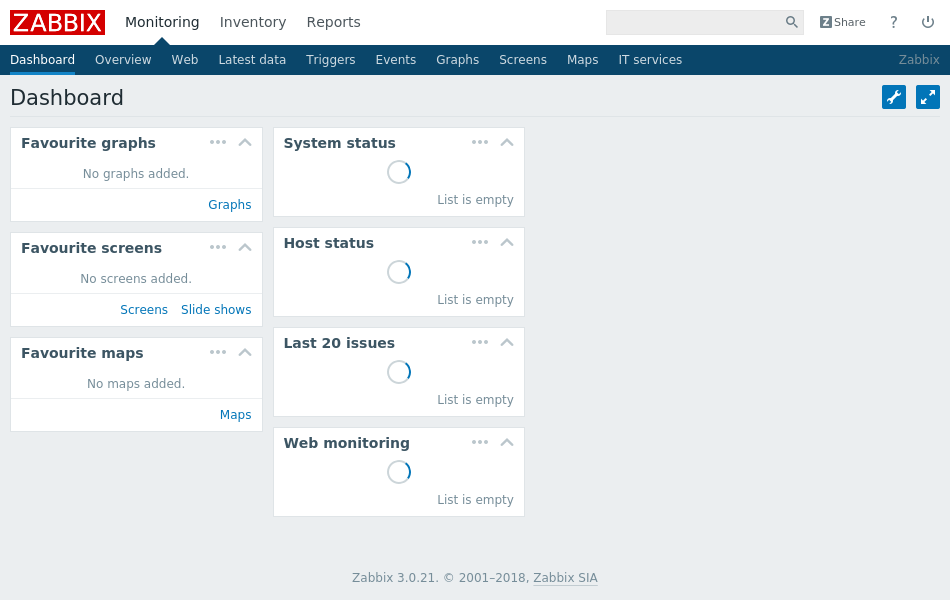 ZABBIX Monitoring Inventory Reports Z Share ?
Dashboard Overview Web Latest data Triggers Events Graphs Screens Maps IT services Zabbix
Dashboard
Favourite graphs
No graphs added.
Graphs
Favourite screens
No screens added.
Screens Slide shows
Favourite maps
No maps added.
Maps
System status
List is empty
Host status
List is empty
Last 20 issues
List is empty
Web monitoring
List is empty
Zabbix 3.0.21. © 2001–2018, Zabbix SIA